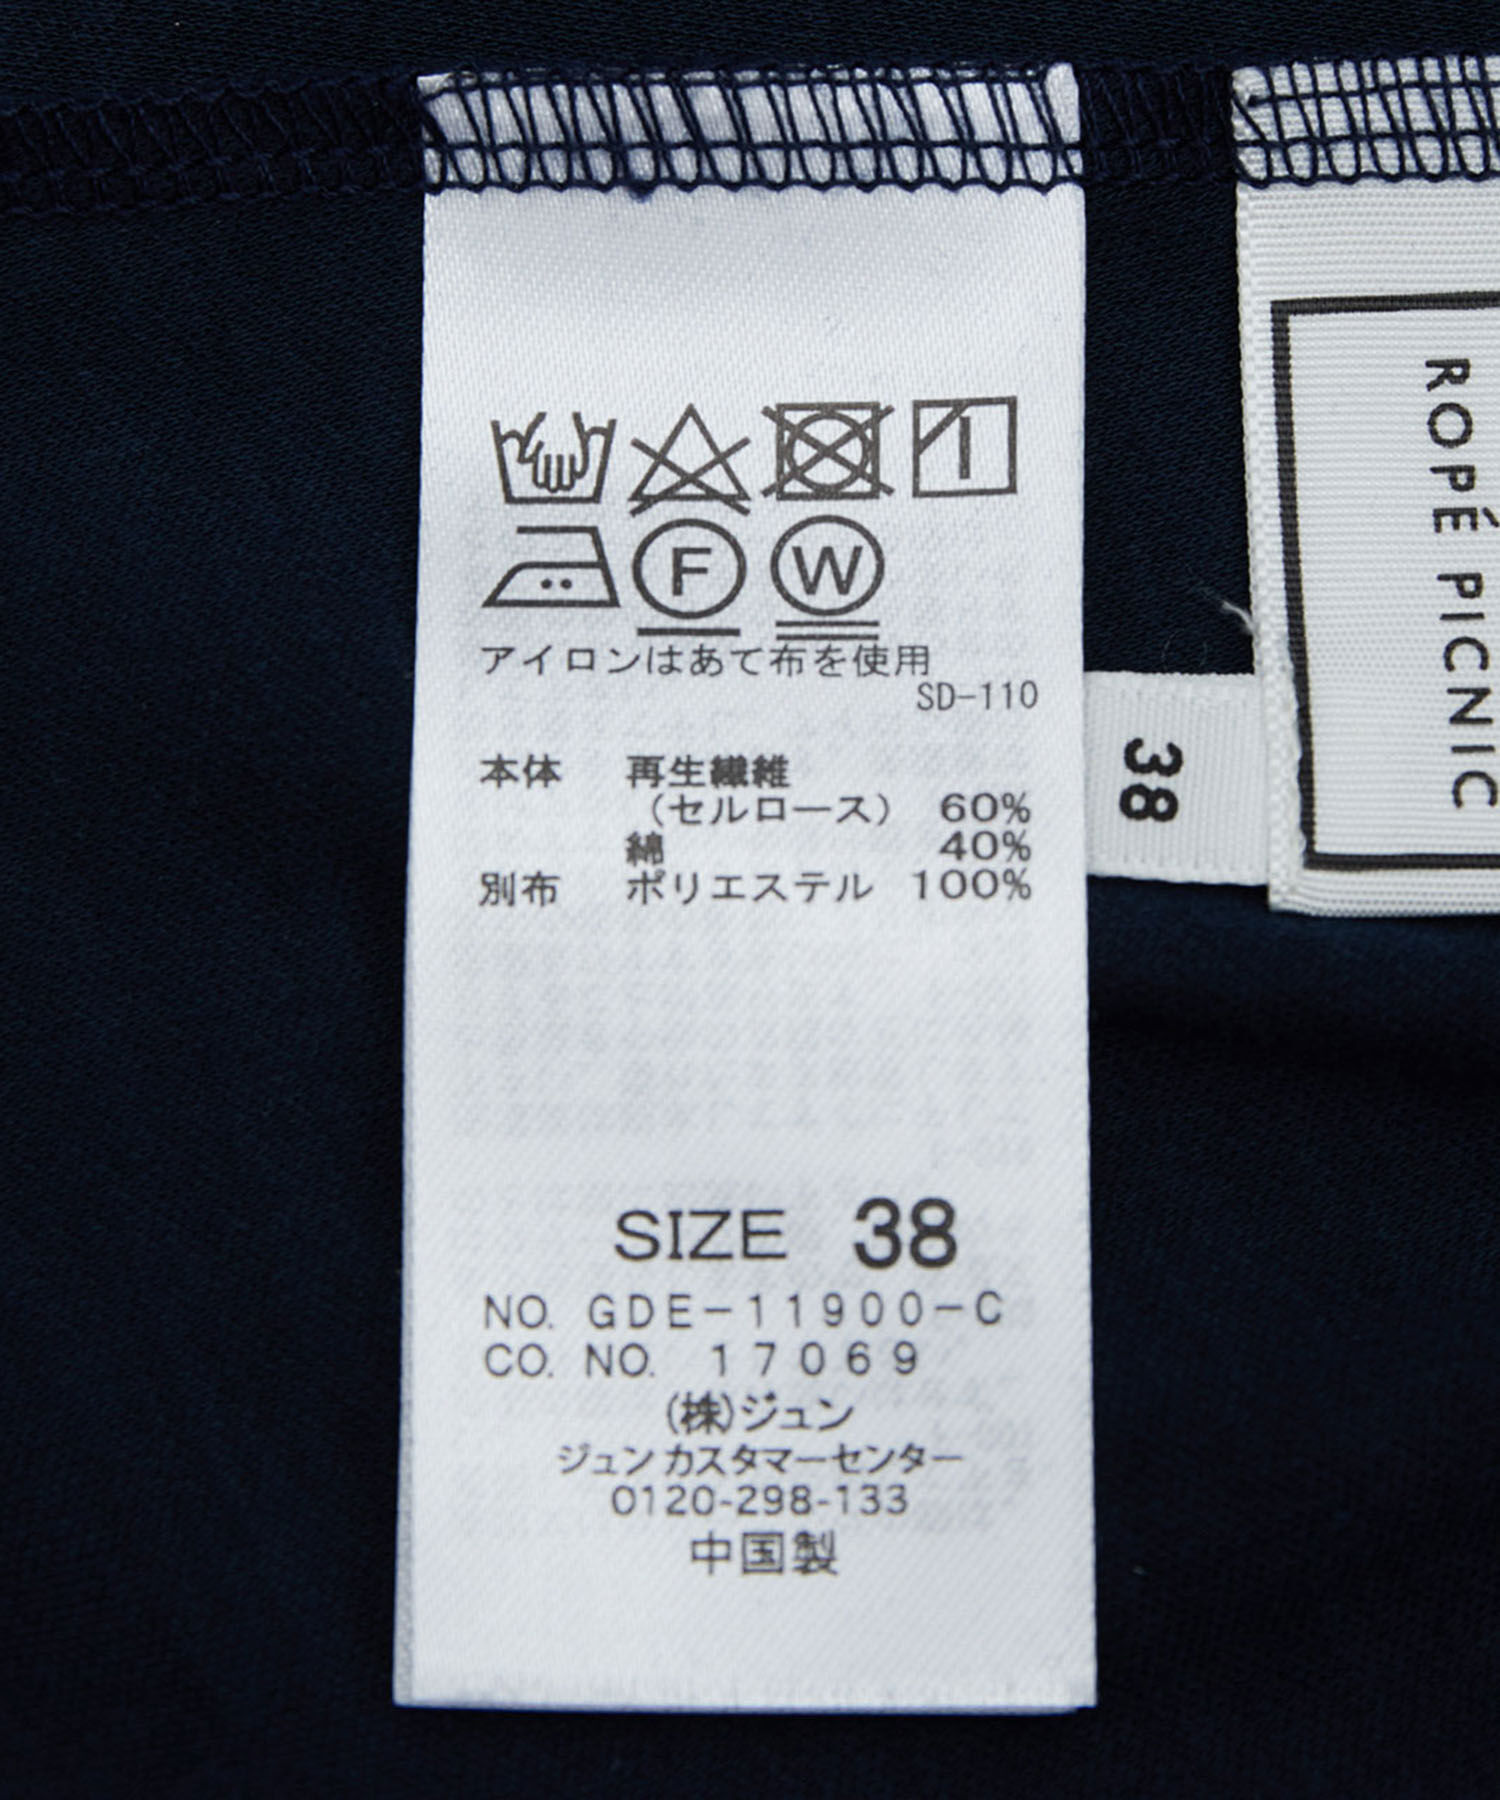 F W
アイロンはあて布を使用
SD-110
本体 再生繊維
(セルロース) 60%
綿 40%
別布 ポリエステル 100%
SIZE 38
NO. GDE-11900-C
CO. NO. 17069
(株)ジュン
ジュンカスタマーセンター
0120-298-133
中国製
38
ROPÉ PICNIC